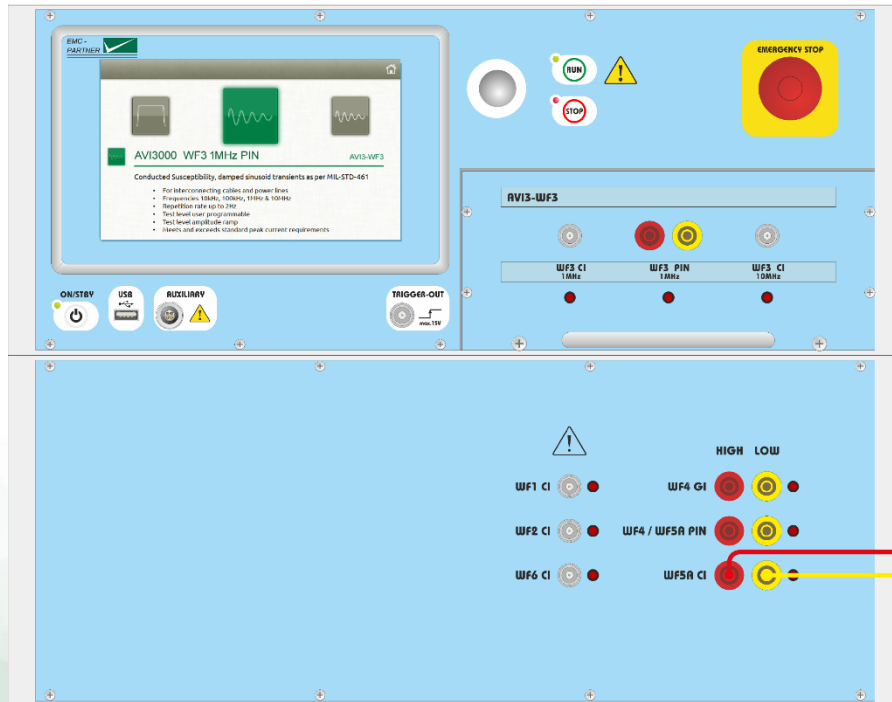 EMC -
PARTNER
AVI3000 WF3 1MHz PIN
AVI3-WF3
Conducted Susceptibility, damped sinusoid transients as per MIL-STD-461
• For interconnecting cables and power lines
• Frequencies 10kHz, 100kHz, 1MHz & 10MHz
• Repetition rate up to 2Hz
• Test level user programmable
• Test level amplitude ramp
• Meets and exceeds standard peak current requirements
RUN
STOP
EMERGENCY STOP
ON/STBY
USB
AUXILIARY
TRIGGER-OUT
max.15V
AVI3-WF3
WF3 CI
1MHz
WF3 PIN
1MHz
WF3 CI
10MHz
HIGH LOW
WF1 CI
WF4 GI
WF2 CI
WF4 / WF5A PIN
WF6 CI
WF5A CI